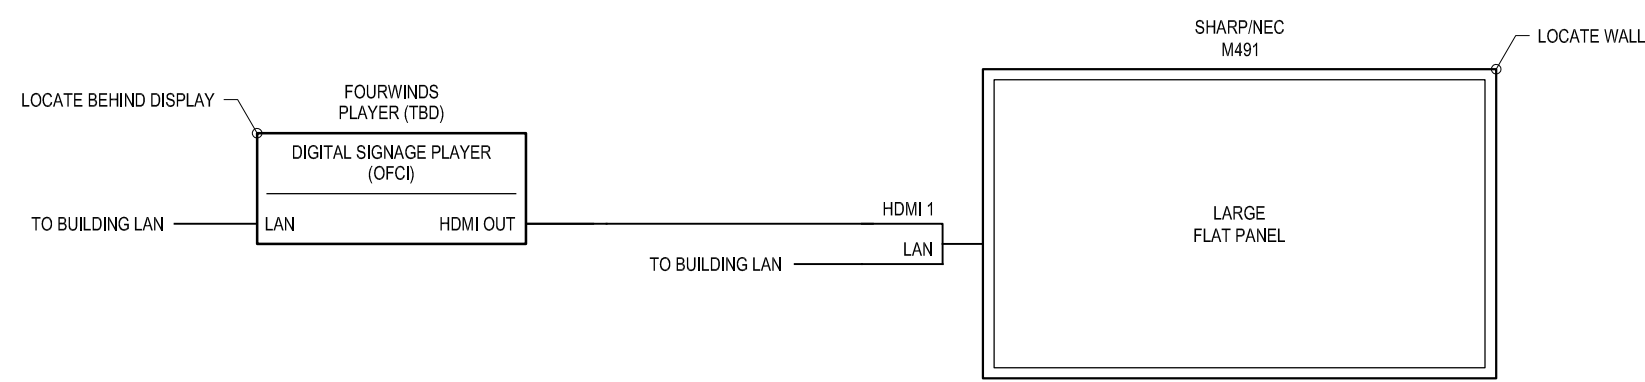 SHARP/NEC
M491
LOCATE WALL
FOURWINDS
PLAYER (TBD)
LOCATE BEHIND DISPLAY
DIGITAL SIGNAGE PLAYER
(OFCI)
TO BUILDING LAN
LAN
HDMI OUT
HDMI 1
LAN
TO BUILDING LAN
LARGE
FLAT PANEL